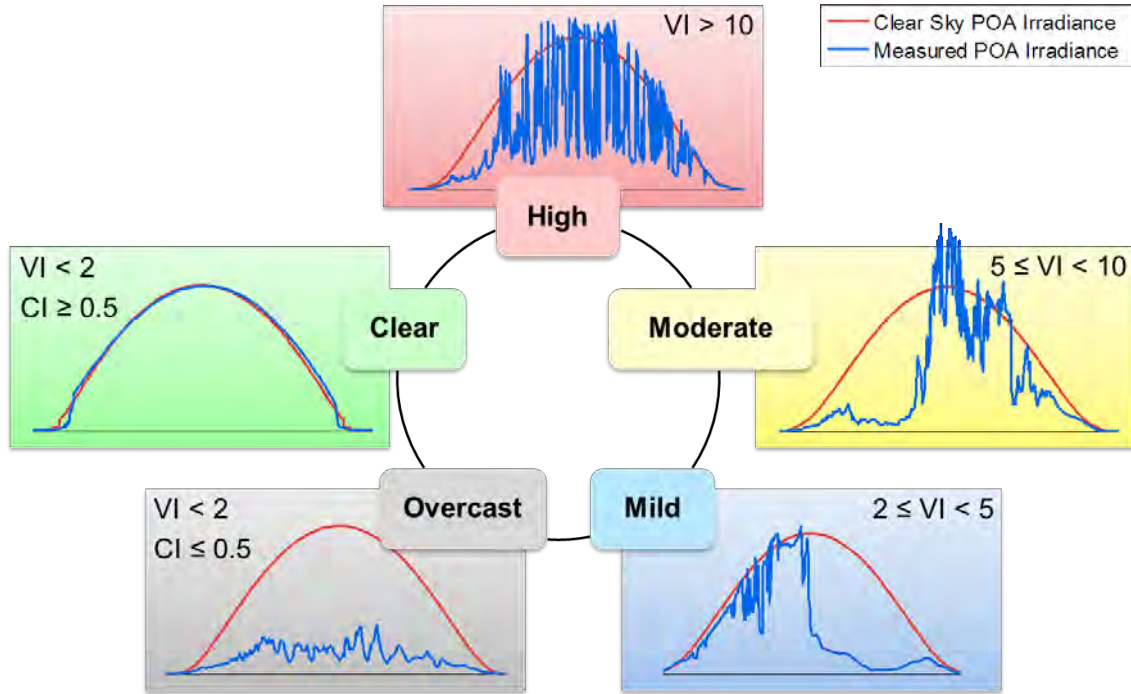 VI > 10
Clear Sky POA Irradiance
Measured POA Irradiance
High
VI < 2
CI ≥ 0.5
Clear
Moderate
5 ≤ VI < 10
VI < 2
CI ≤ 0.5
Overcast
Mild
2 ≤ VI < 5